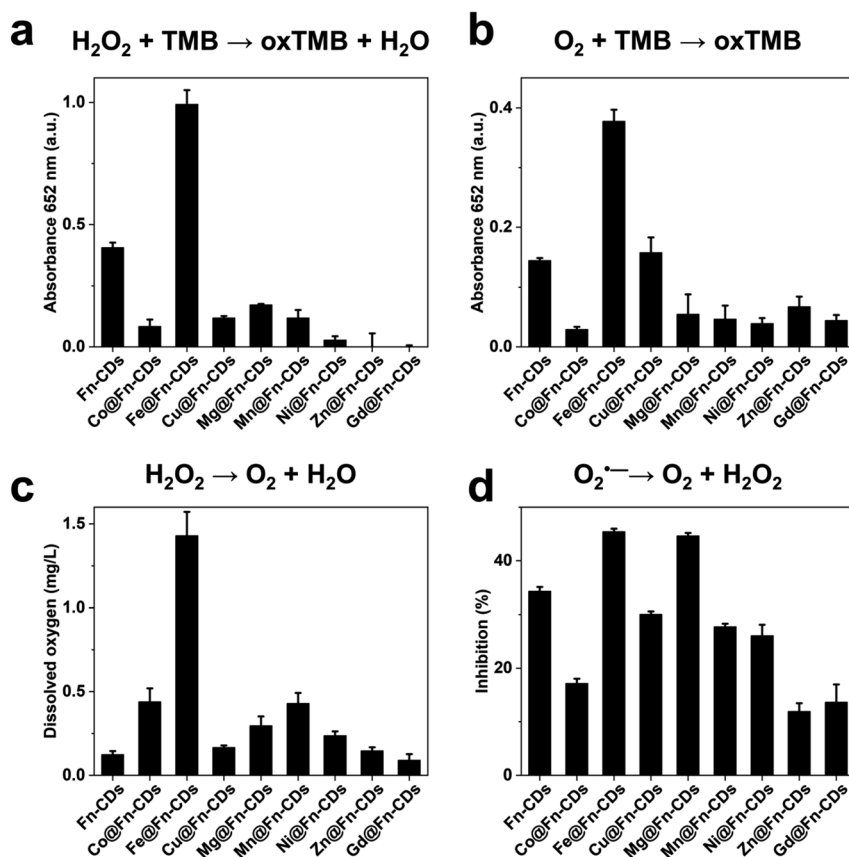 a
H₂O₂ + TMB → oxTMB + H₂O
Absorbance 652 nm (a.u.)
1.0
0.5
0.0
Fn-CDs
Co@Fn-CDs
Fe@Fn-CDs
Cu@Fn-CDs
Mg@Fn-CDs
Mn@Fn-CDs
Ni@Fn-CDs
Zn@Fn-CDs
Gd@Fn-CDs
b
O₂ + TMB → oxTMB
Absorbance 652 nm (a.u.)
0.4
0.2
0.0
Fn-CDs
Co@Fn-CDs
Fe@Fn-CDs
Cu@Fn-CDs
Mg@Fn-CDs
Mn@Fn-CDs
Ni@Fn-CDs
Zn@Fn-CDs
Gd@Fn-CDs
c
H₂O₂ → O₂ + H₂O
Dissolved oxygen (mg/L)
1.5
1.0
0.5
0.0
Fn-CDs
Co@Fn-CDs
Fe@Fn-CDs
Cu@Fn-CDs
Mg@Fn-CDs
Mn@Fn-CDs
Ni@Fn-CDs
Zn@Fn-CDs
Gd@Fn-CDs
d
O₂•— → O₂ + H₂O₂
Inhibition (%)
40
20
0
Fn-CDs
Co@Fn-CDs
Fe@Fn-CDs
Cu@Fn-CDs
Mg@Fn-CDs
Mn@Fn-CDs
Ni@Fn-CDs
Zn@Fn-CDs
Gd@Fn-CDs